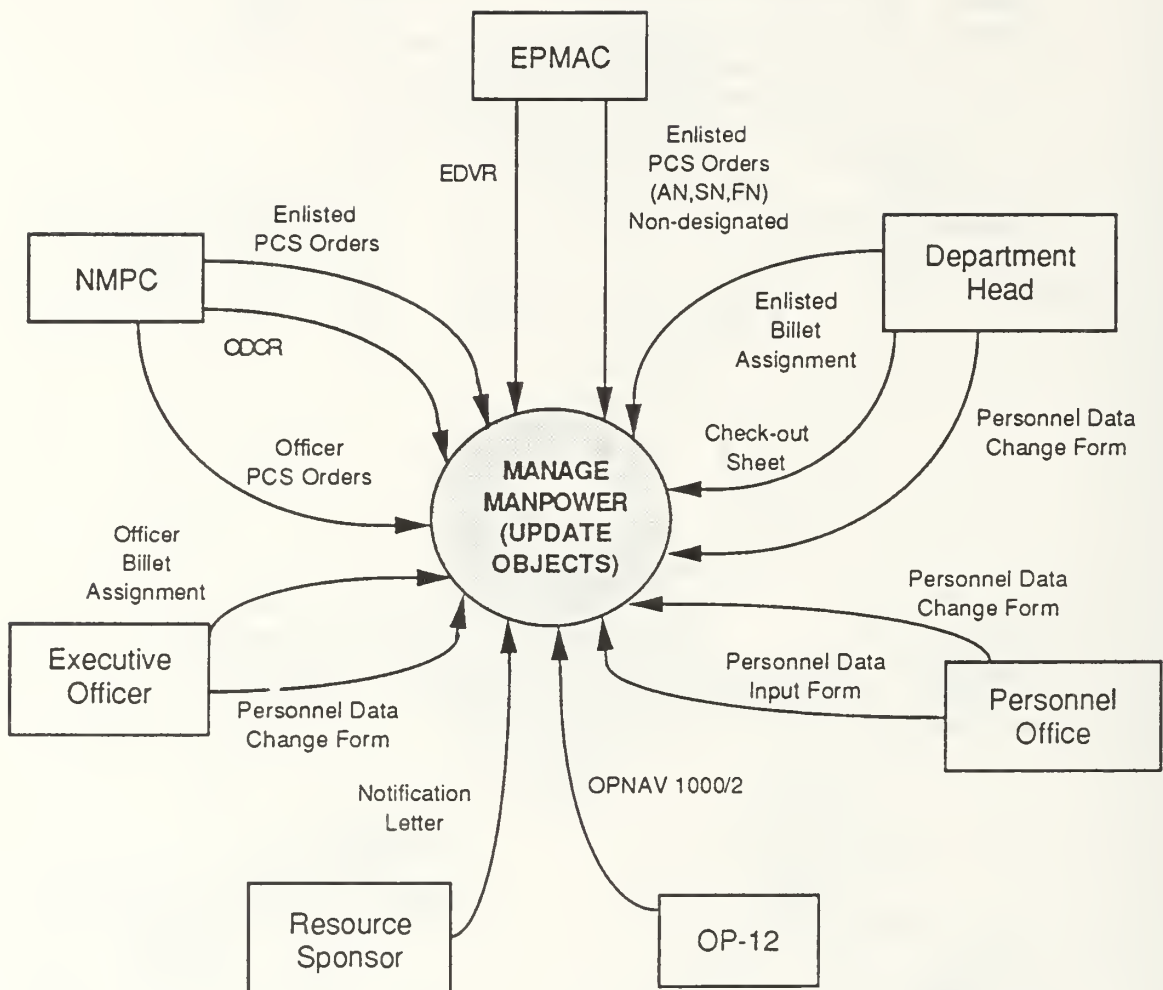 EPMAC
EDVR
Enlisted
PCS Orders
(AN,SN,FN)
Non-designated
Enlisted
PCS Orders
NMPC
ODCR
Officer
PCS Orders
Department
Head
Enlisted
Billet
Assignment
Check-out
Sheet
Personnel Data
Change Form
MANAGE
MANPOWER
(UPDATE
OBJECTS)
Officer
Billet
Assignment
Executive
Officer
Personnel Data
Change Form
Personnel Data
Change Form
Personnel Data
Input Form
Personnel
Office
Notification
Letter
OPNAV 1000/2
Resource
Sponsor
OP-12